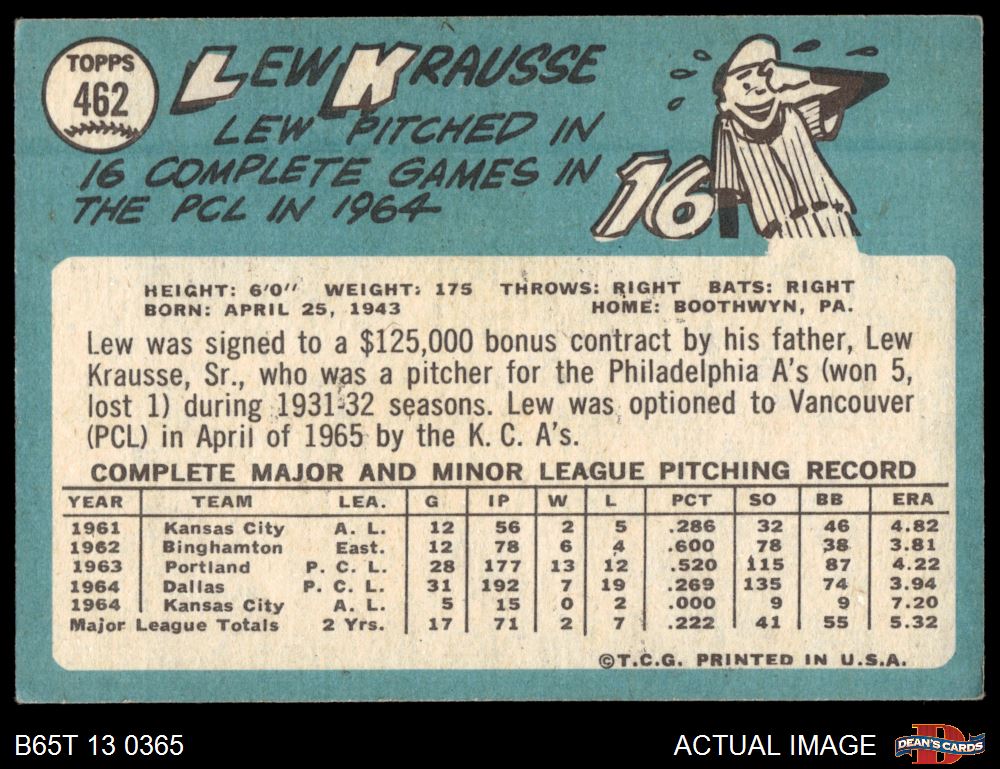 TOPPS
462
LEW KRAUSSE
LEW PITCHED IN
16 COMPLETE GAMES IN
THE PCL IN 1964
16
HEIGHT: 6'0" WEIGHT: 175 THROWS: RIGHT BATS: RIGHT
BORN: APRIL 25, 1943 HOME: BOOTHWYN, PA.
Lew was signed to a $125,000 bonus contract by his father, Lew
Krausse, Sr., who was a pitcher for the Philadelphia A's (won 5,
lost 1) during 1931-32 seasons. Lew was optioned to Vancouver
(PCL) in April of 1965 by the K. C. A's.
COMPLETE MAJOR AND MINOR LEAGUE PITCHING RECORD
YEAR TEAM LEA. G IP W L PCT SO BB ERA
1961 Kansas City A. L. 12 56 2 5 .286 32 46 4.82
1962 Binghamton East. 12 78 6 4 .600 78 38 3.81
1963 Portland P. C. L. 28 177 13 12 .520 115 87 4.22
1964 Dallas P. C. L. 31 192 7 19 .269 135 74 3.94
1964 Kansas City A. L. 5 15 0 2 .000 9 9 7.20
Major League Totals 2 Yrs. 17 71 2 7 .222 41 55 5.32
©T.C.G. PRINTED IN U.S.A.
B65T 13 0365 ACTUAL IMAGE
D
DEAN'S CARDS